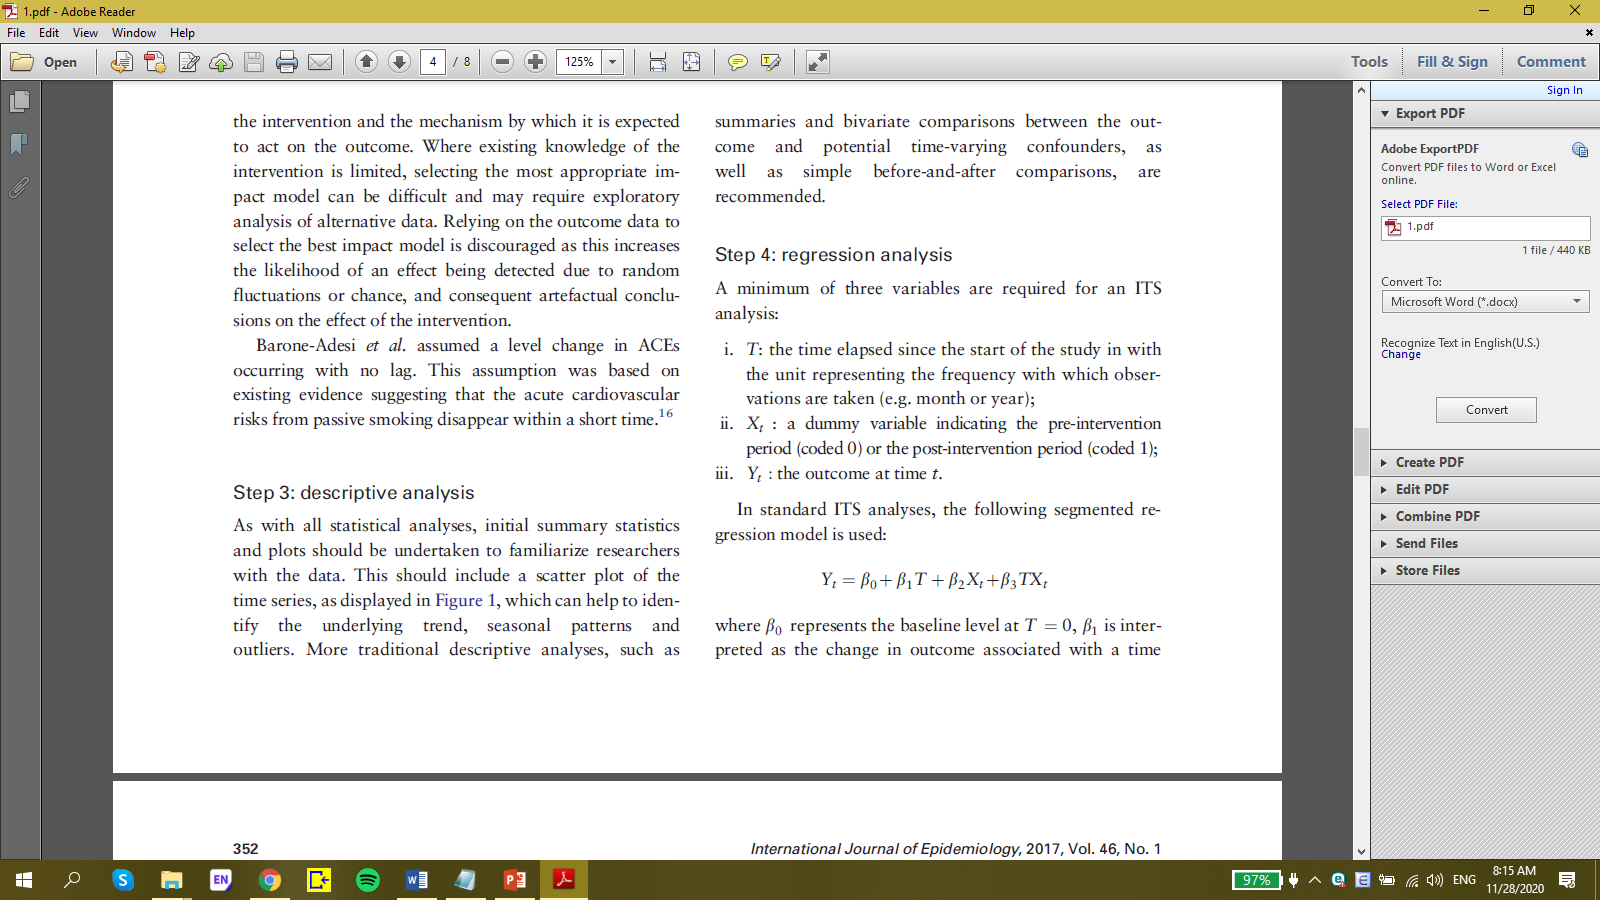 1.pdf - Adobe Reader
File Edit View Window Help
Open 4 / 8 125% Tools Fill & Sign Comment
the intervention and the mechanism by which it is expected
to act on the outcome. Where existing knowledge of the
intervention is limited, selecting the most appropriate im-
pact model can be difficult and may require exploratory
analysis of alternative data. Relying on the outcome data to
select the best impact model is discouraged as this increases
the likelihood of an effect being detected due to random
fluctuations or chance, and consequent artefactual conclu-
sions on the effect of the intervention.
Barone-Adesi et al. assumed a level change in ACEs
occurring with no lag. This assumption was based on
existing evidence suggesting that the acute cardiovascular
risks from passive smoking disappear within a short time.16
Step 3: descriptive analysis
As with all statistical analyses, initial summary statistics
and plots should be undertaken to familiarize researchers
with the data. This should include a scatter plot of the
time series, as displayed in Figure 1, which can help to iden-
tify the underlying trend, seasonal patterns and
outliers. More traditional descriptive analyses, such as
summaries and bivariate comparisons between the out-
come and potential time-varying confounders, as
well as simple before-and-after comparisons, are
recommended.
Step 4: regression analysis
A minimum of three variables are required for an ITS
analysis:
i. T: the time elapsed since the start of the study in with
the unit representing the frequency with which obser-
vations are taken (e.g. month or year);
ii. Xt : a dummy variable indicating the pre-intervention
period (coded 0) or the post-intervention period (coded 1);
iii. Yt : the outcome at time t.
In standard ITS analyses, the following segmented re-
gression model is used:
Yt = β0 + β1T + β2Xt+β3TXt
where β0 represents the baseline level at T = 0, β1 is inter-
preted as the change in outcome associated with a time
352
International Journal of Epidemiology, 2017, Vol. 46, No. 1
Sign In
Export PDF
Adobe ExportPDF
Convert PDF files to Word or Excel
online.
Select PDF File:
1.pdf
1 file / 440 KB
Convert To:
Microsoft Word (*.docx)
Recognize Text in English(U.S.)
Change
Convert
Create PDF
Edit PDF
Combine PDF
Send Files
Store Files
EN
97%
ENG
8:15 AM
11/28/2020